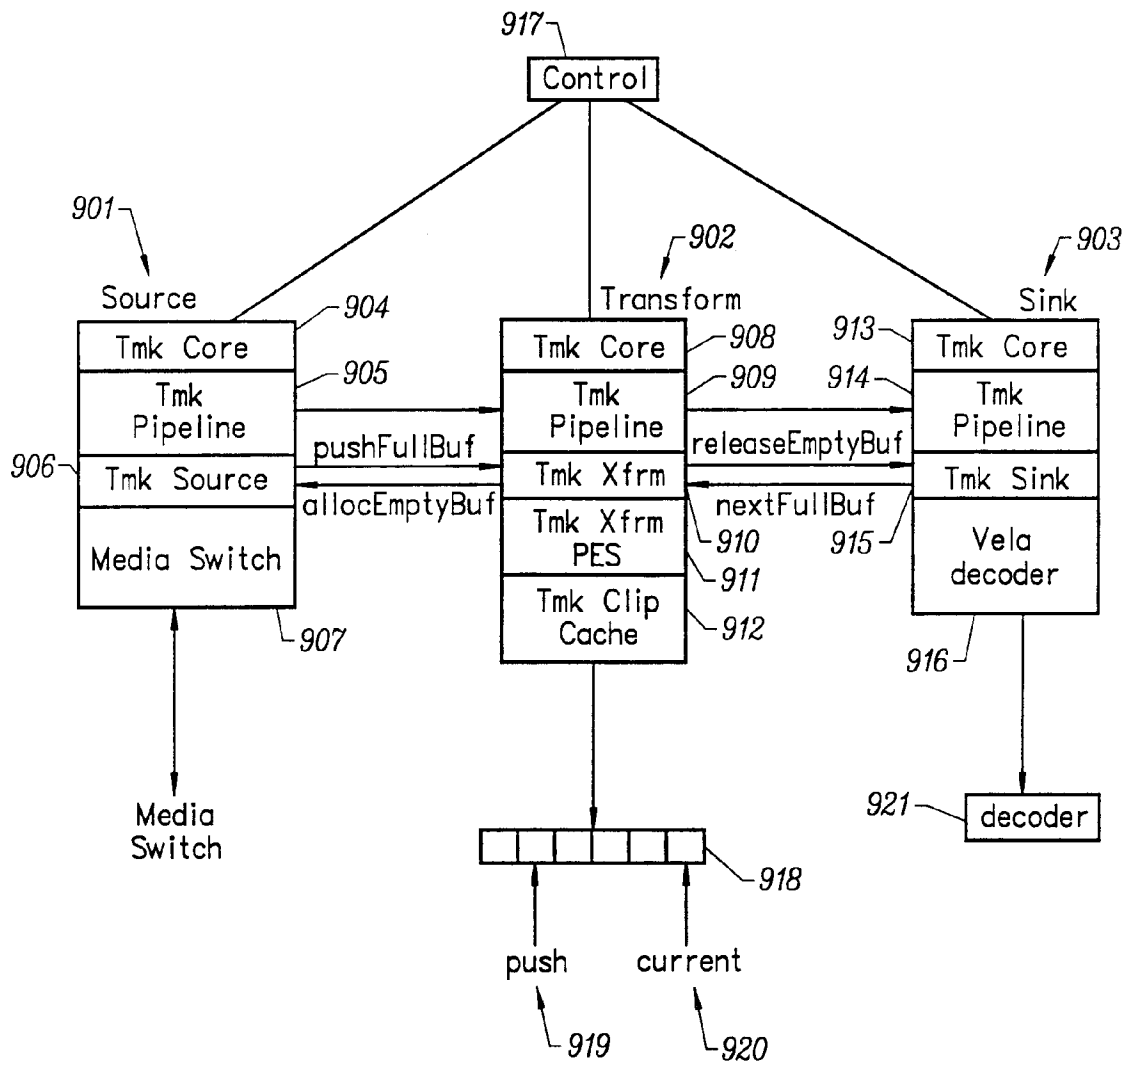 917
Control
901
902
903
Source
Transform
Sink
904
908
913
Tmk Core
Tmk Core
Tmk Core
905
909
914
Tmk
Pipeline
Tmk
Pipeline
Tmk
Pipeline
pushFullBuf
releaseEmptyBuf
906
Tmk Source
Tmk Xfrm
Tmk Sink
allocEmptyBuf
nextFullBuf
910
915
Media Switch
Tmk Xfrm
PES
Vela
decoder
911
Tmk Clip
Cache
912
907
916
Media
Switch
921
decoder
918
push
current
919
920